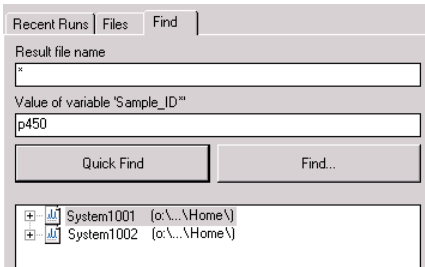 Recent Runs Files Find
Result file name
*
Value of variable 'Sample_ID'"
p450
Quick Find Find...
System1001 (o:\...\Home\)
System1002 (o:\...\Home\)